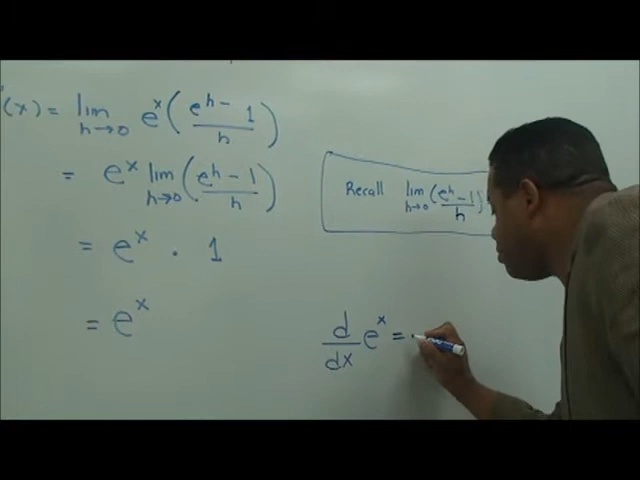 '(x) = lim h→0 e^x ( (e^h - 1) / h )
= e^x lim h→0 ( (e^h - 1) / h )
= e^x · 1
= e^x
Recall lim h→0 (e^h - 1) / h
d/dx e^x =